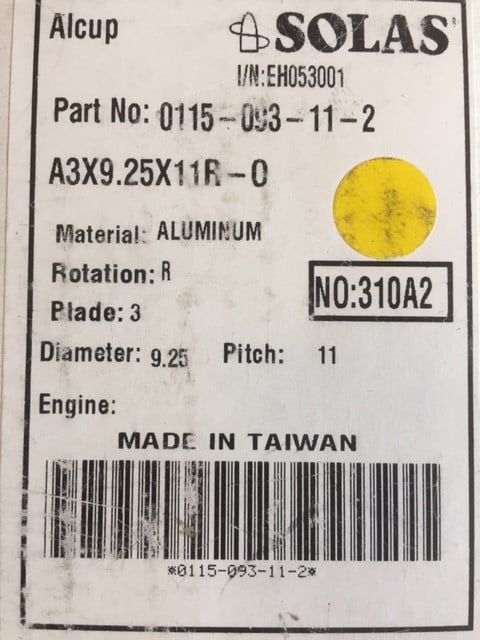 Alcup SOLAS
I/N:EH053001
Part No: 0115-093-11-2
A3X9.25X11R-O
Material: ALUMINUM
Rotation: R
NO:310A2
Blade: 3
Diameter: 9.25 Pitch: 11
Engine:
MADE IN TAIWAN
*0115-093-11-2*